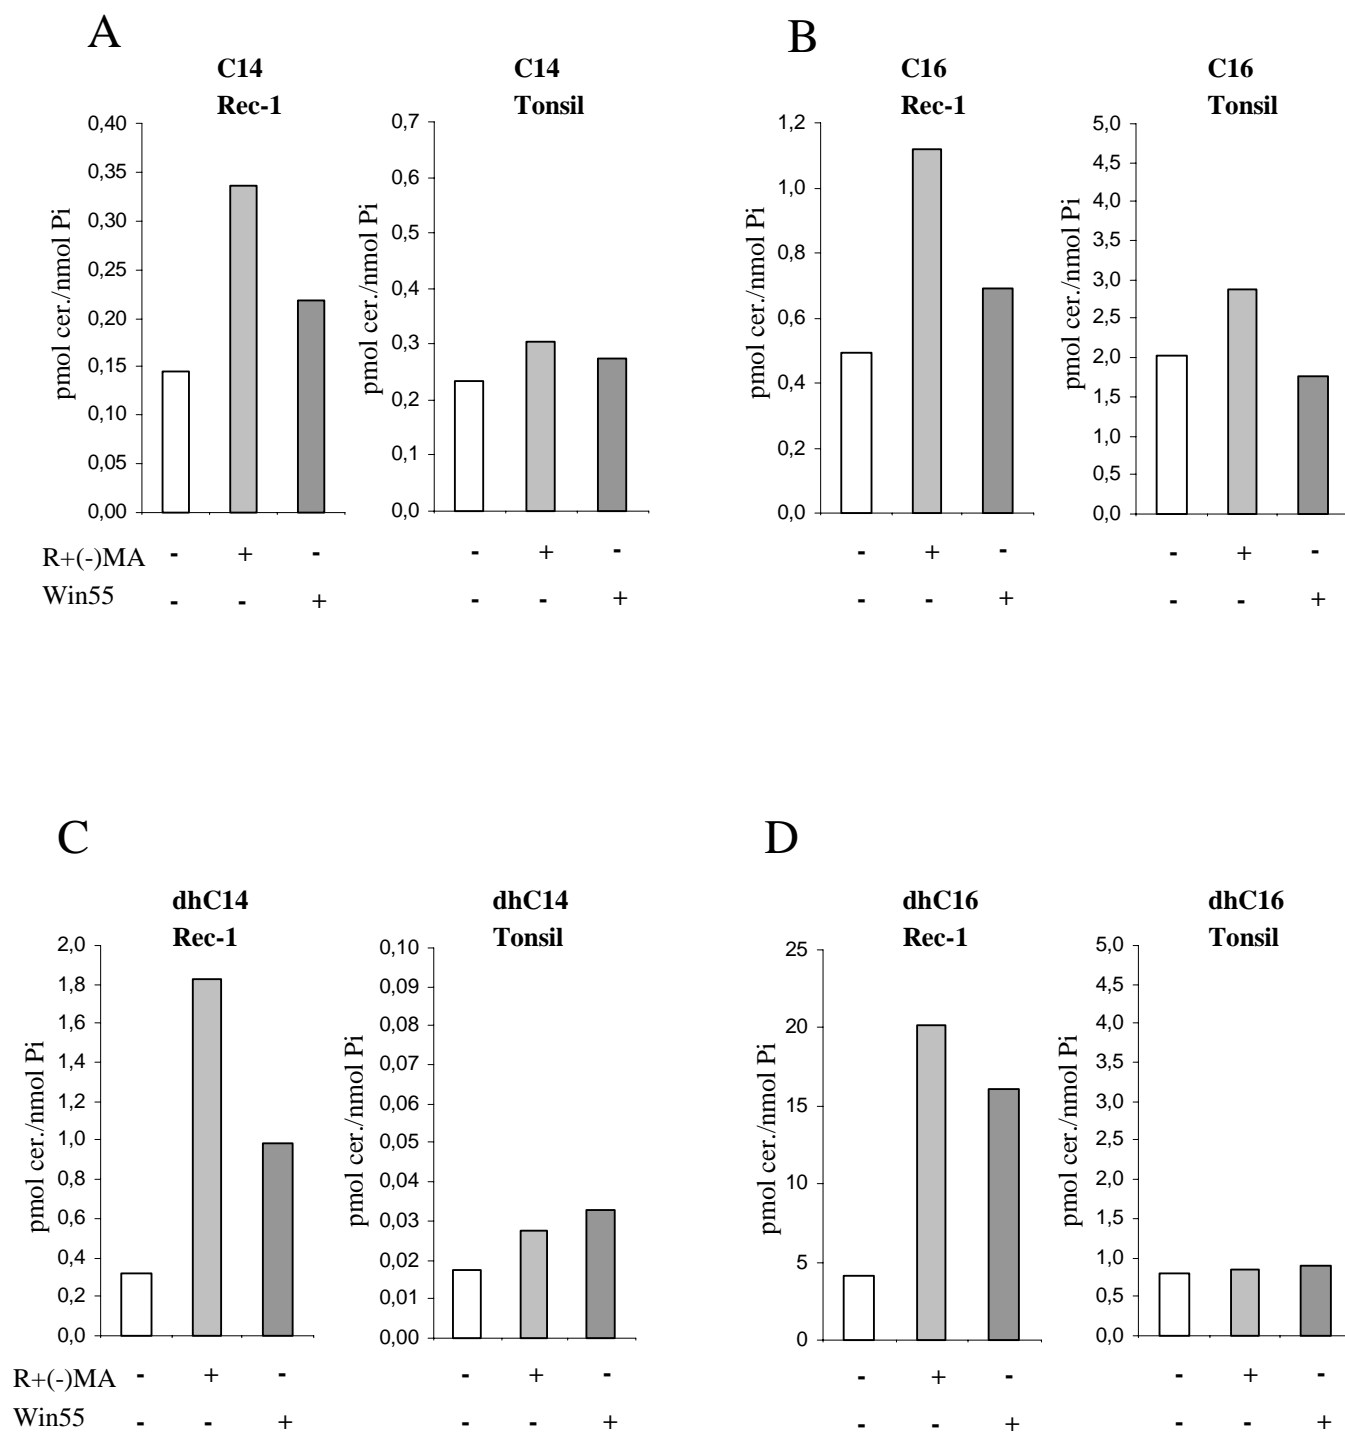 A
C14
Rec-1
0,40
0,35
0,30
0,25
0,20
0,15
0,10
0,05
0,00
pmol cer./nmol Pi
C14
Tonsil
0,7
0,6
0,5
0,4
0,3
0,2
0,1
0,0
pmol cer./nmol Pi
R+(-)MA - + - - + -
Win55 - - + - - +
B
C16
Rec-1
1,2
1,0
0,8
0,6
0,4
0,2
0,0
pmol cer./nmol Pi
C16
Tonsil
5,0
4,5
4,0
3,5
3,0
2,5
2,0
1,5
1,0
0,5
0,0
pmol cer./nmol Pi
- + - - + -
- - + - - +
C
dhC14
Rec-1
2,0
1,8
1,6
1,4
1,2
1,0
0,8
0,6
0,4
0,2
0,0
pmol cer./nmol Pi
dhC14
Tonsil
0,10
0,09
0,08
0,07
0,06
0,05
0,04
0,03
0,02
0,01
0,00
pmol cer./nmol Pi
R+(-)MA - + - - + -
Win55 - - + - - +
D
dhC16
Rec-1
25
20
15
10
5
0
pmol cer./nmol Pi
dhC16
Tonsil
5,0
4,5
4,0
3,5
3,0
2,5
2,0
1,5
1,0
0,5
0,0
pmol cer./nmol Pi
- + - - + -
- - + - - +